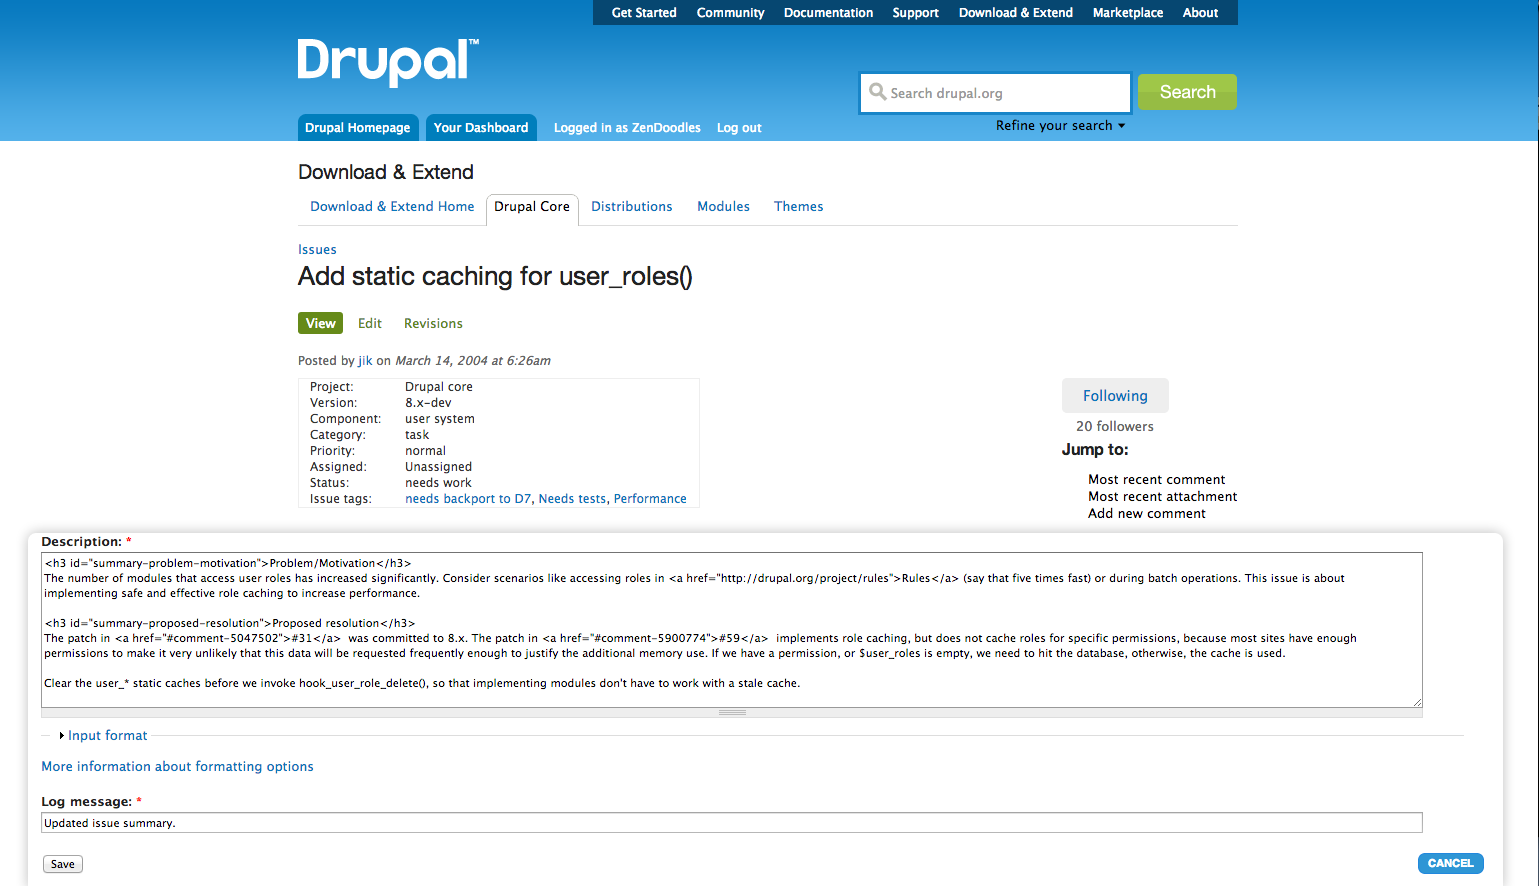 Get Started Community Documentation Support Download & Extend Marketplace About
Drupal™
Search drupal.org Search
Refine your search
Drupal Homepage Your Dashboard Logged in as ZenDoodles Log out
Download & Extend
Download & Extend Home Drupal Core Distributions Modules Themes
Issues
Add static caching for user_roles()
View Edit Revisions
Posted by jik on March 14, 2004 at 6:26am
Project: Drupal core
Version: 8.x-dev
Component: user system
Category: task
Priority: normal
Assigned: Unassigned
Status: needs work
Issue tags: needs backport to D7, Needs tests, Performance
Following
20 followers
Jump to:
Most recent comment
Most recent attachment
Add new comment
Description: *
<h3 id="summary-problem-motivation">Problem/Motivation</h3>
The number of modules that access user roles has increased significantly. Consider scenarios like accessing roles in <a href="http://drupal.org/project/rules">Rules</a> (say that five times fast) or during batch operations. This issue is about
implementing safe and effective role caching to increase performance.
<h3 id="summary-proposed-resolution">Proposed resolution</h3>
The patch in <a href="#comment-5047502">#31</a> was committed to 8.x. The patch in <a href="#comment-5900774">#59</a> implements role caching, but does not cache roles for specific permissions, because most sites have enough
permissions to make it very unlikely that this data will be requested frequently enough to justify the additional memory use. If we have a permission, or $user_roles is empty, we need to hit the database, otherwise, the cache is used.
Clear the user_* static caches before we invoke hook_user_role_delete(), so that implementing modules don't have to work with a stale cache.
Input format
More information about formatting options
Log message: *
Updated issue summary.
Save CANCEL